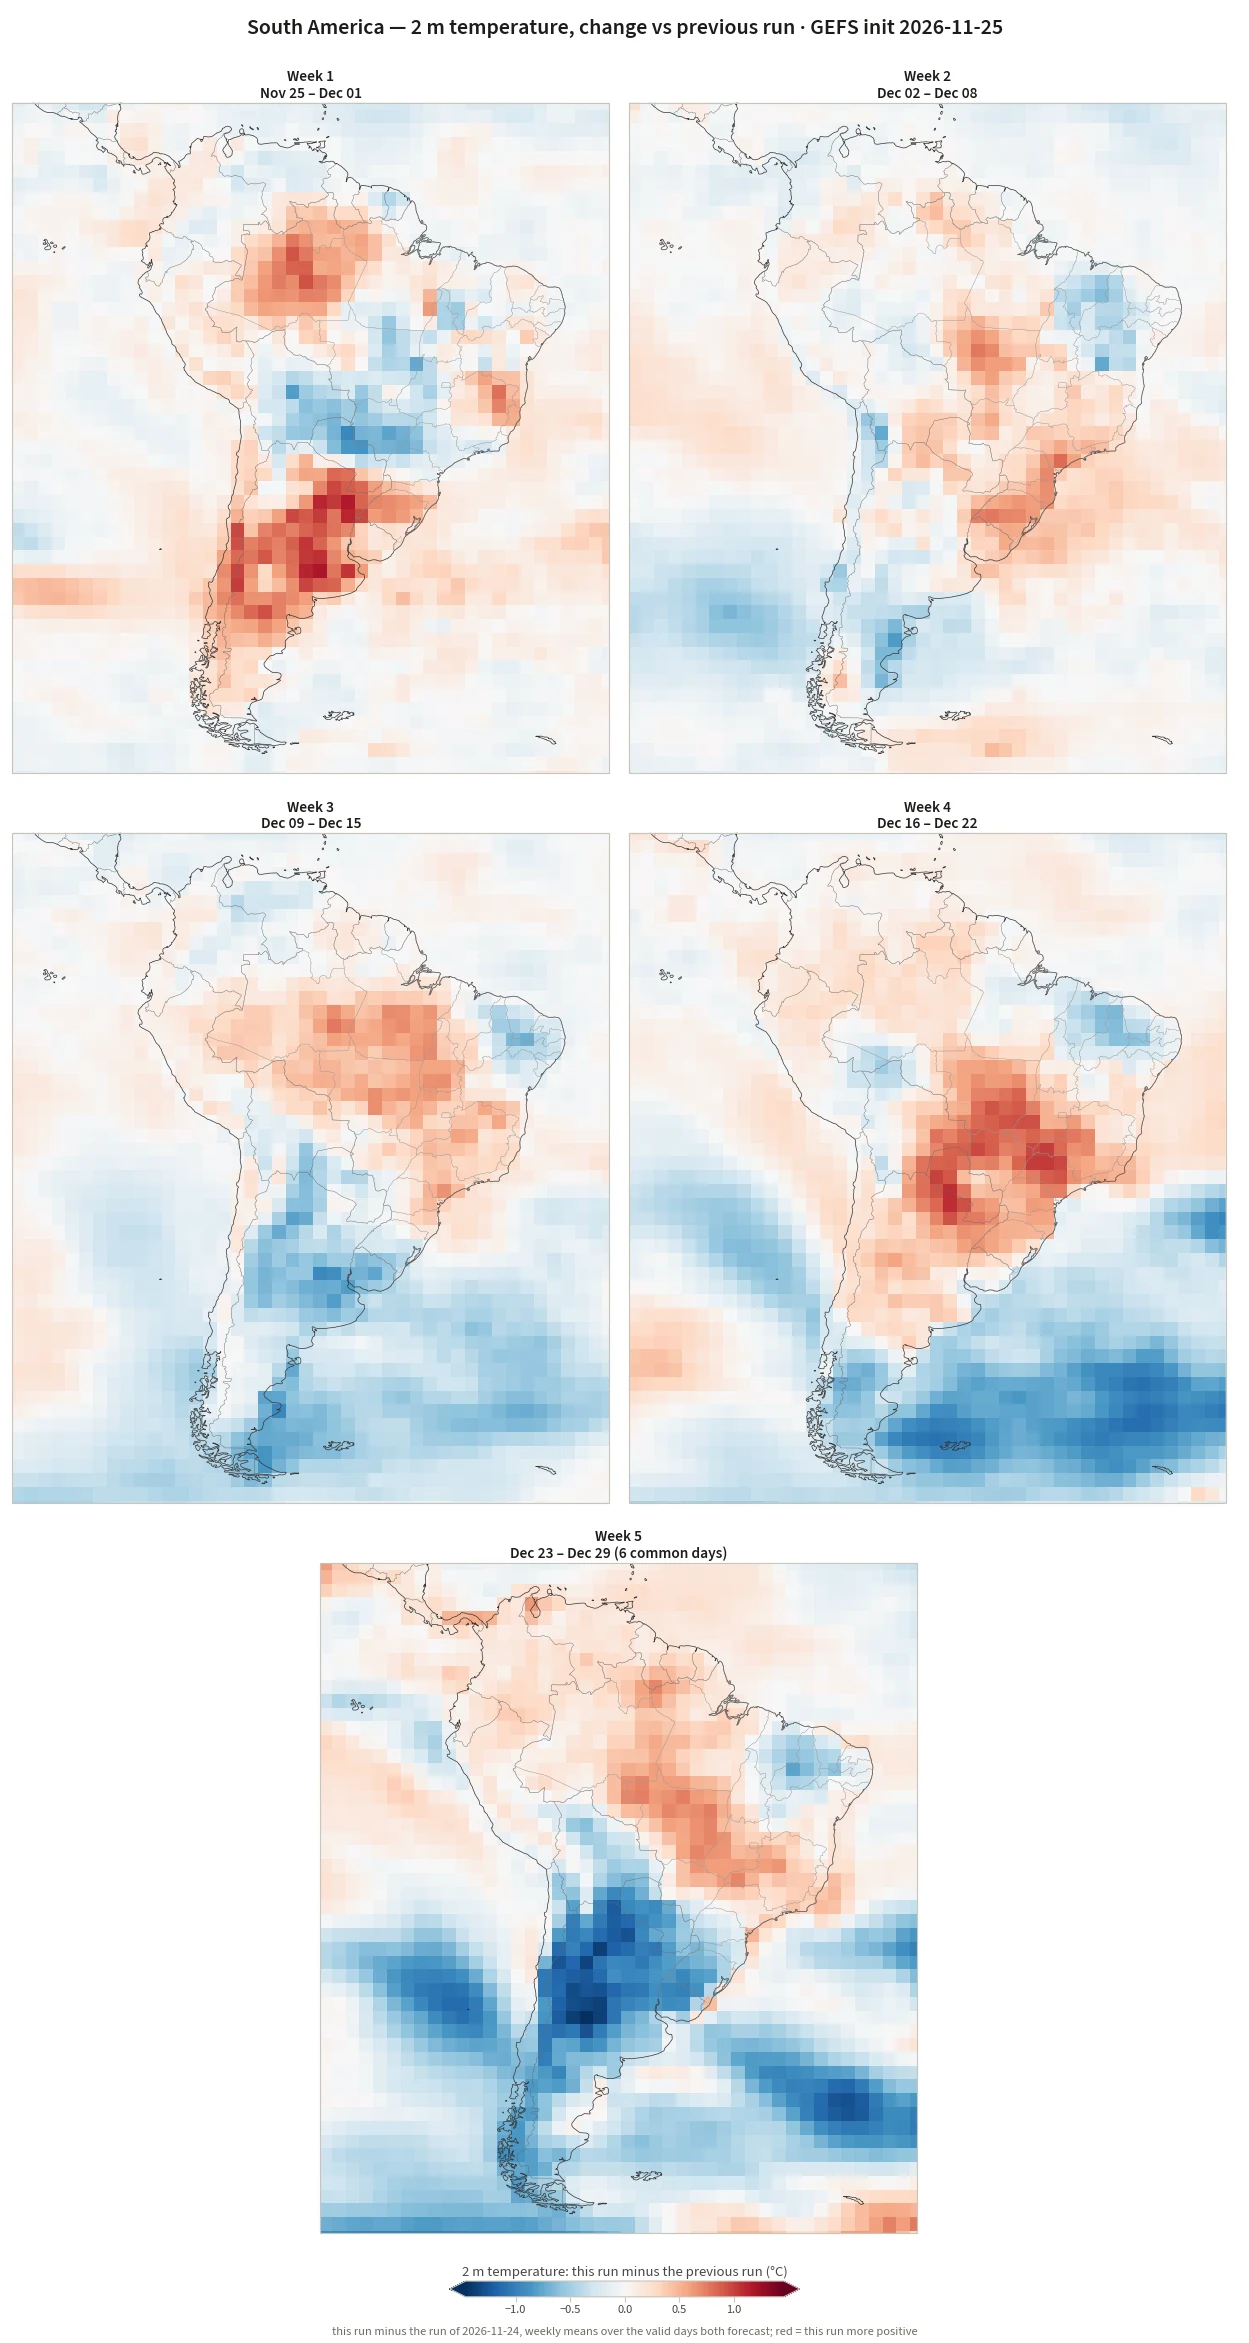 South America — 2 m temperature, change vs previous run · GEFS init 2026-11-25
Week 1
Nov 25 – Dec 01
Week 2
Dec 02 – Dec 08
Week 3
Dec 09 – Dec 15
Week 4
Dec 16 – Dec 22
Week 5
Dec 23 – Dec 29 (6 common days)
2 m temperature: this run minus the previous run (°C)
−1.0 −0.5 0.0 0.5 1.0
this run minus the run of 2026-11-24, weekly means over the valid days both forecast; red = this run more positive